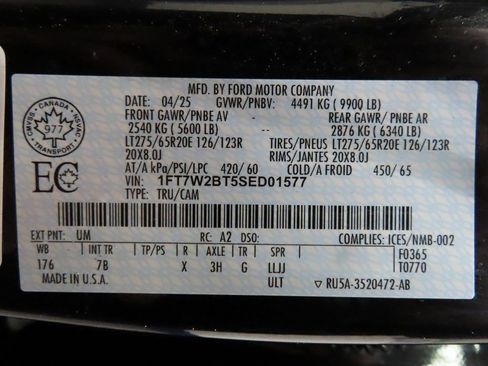 MFD. BY FORD MOTOR COMPANY
DATE: 04/25 GVWR/PNBV: 4491 KG ( 9900 LB)
FRONT GAWR/PNBE AV REAR GAWR/ PNBE AR
2540 KG ( 5600 LB) 2876 KG ( 6340 LB)
LT275/65R20E 126/123R TIRES/PNEUS LT275/65R20E 126/123R
20X8.0J RIMS/JANTES 20X8.0J
AT/A kPa/PSI/LPC 420/60 COLD/A FROID 450/ 65
VIN: 1FT7W2BT5SED01577
TYPE: TRU/CAM
CANADA
977
TRANSPORT
NSVAC
SSMAC
EC
EXT PNT: UM RC: A2 DSO: COMPLIES: ICES/NMB-002
WB INT TR TP/PS R AXLE TR SPR F0365
176 7B X 3H G LLJJ T0770
MADE IN U.S.A. ULT ▽ RU5A-3520472-AB